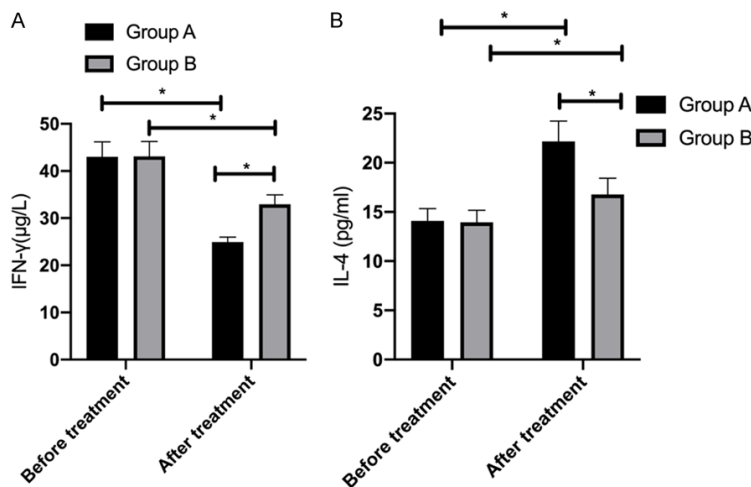 A
Group A
Group B
*
*
*
IFN-γ(μg/L)
50
40
30
20
10
0
Before treatment
After treatment
B
*
*
*
Group A
Group B
IL-4 (pg/ml)
25
20
15
10
5
0
Before treatment
After treatment